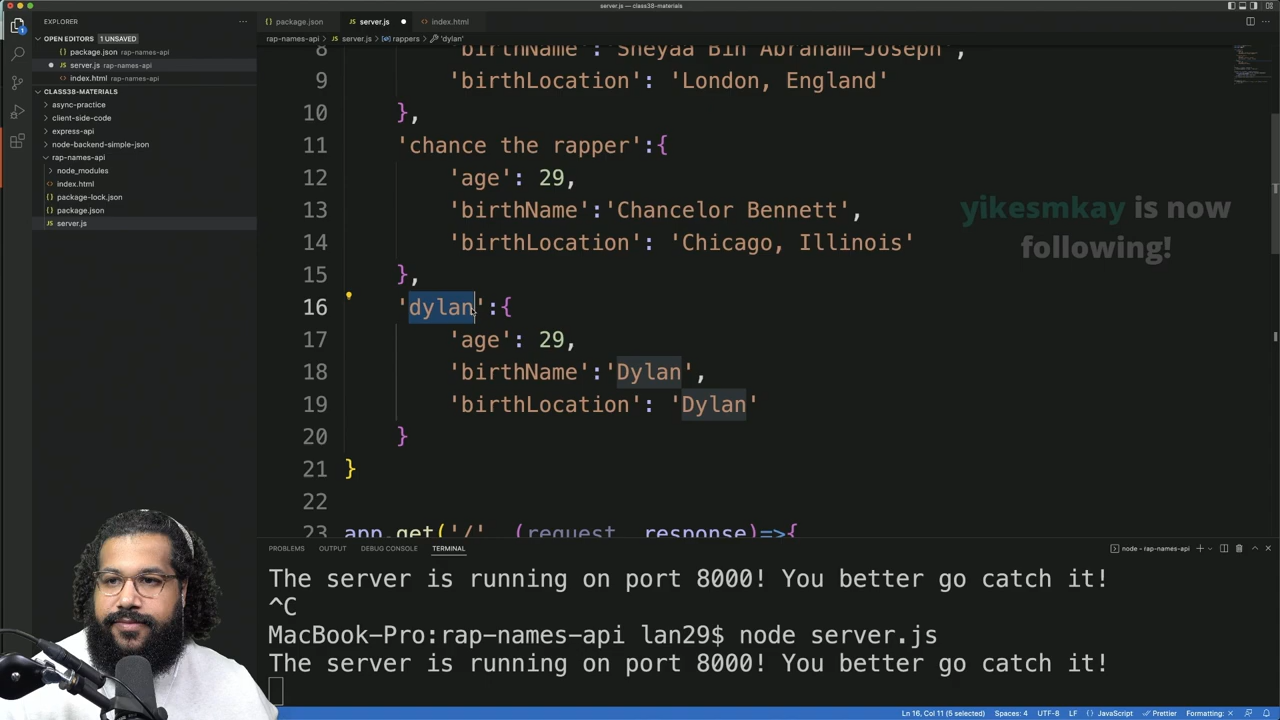 server.js — class38-materials
EXPLORER
package.json
server.js
index.html
OPEN EDITORS
1 UNSAVED
rap-names-api > server.js > rappers > 'dylan'
package.json rap-names-api
server.js rap-names-api
index.html rap-names-api
CLASS38-MATERIALS
async-practice
client-side-code
express-api
node-backend-simple-json
rap-names-api
node_modules
index.html
package-lock.json
package.json
server.js
8 'birthName':'Sheyaa Bin Abraham-Joseph',
9 'birthLocation': 'London, England'
10 },
11 'chance the rapper':{
12 'age': 29,
13 'birthName':'Chancelor Bennett',
14 'birthLocation': 'Chicago, Illinois'
15 },
16 'dylan':{
17 'age': 29,
18 'birthName':'Dylan',
19 'birthLocation': 'Dylan'
20 }
21 }
22
23 app.get('/', (request, response)=>{
yikesmkay is now
following!
PROBLEMS OUTPUT DEBUG CONSOLE TERMINAL
node - rap-names-api
The server is running on port 8000! You better go catch it!
^C
MacBook-Pro:rap-names-api lan29$ node server.js
The server is running on port 8000! You better go catch it!
Ln 16, Col 11 (5 selected) Spaces: 4 UTF-8 LF JavaScript Prettier Formatting: ×